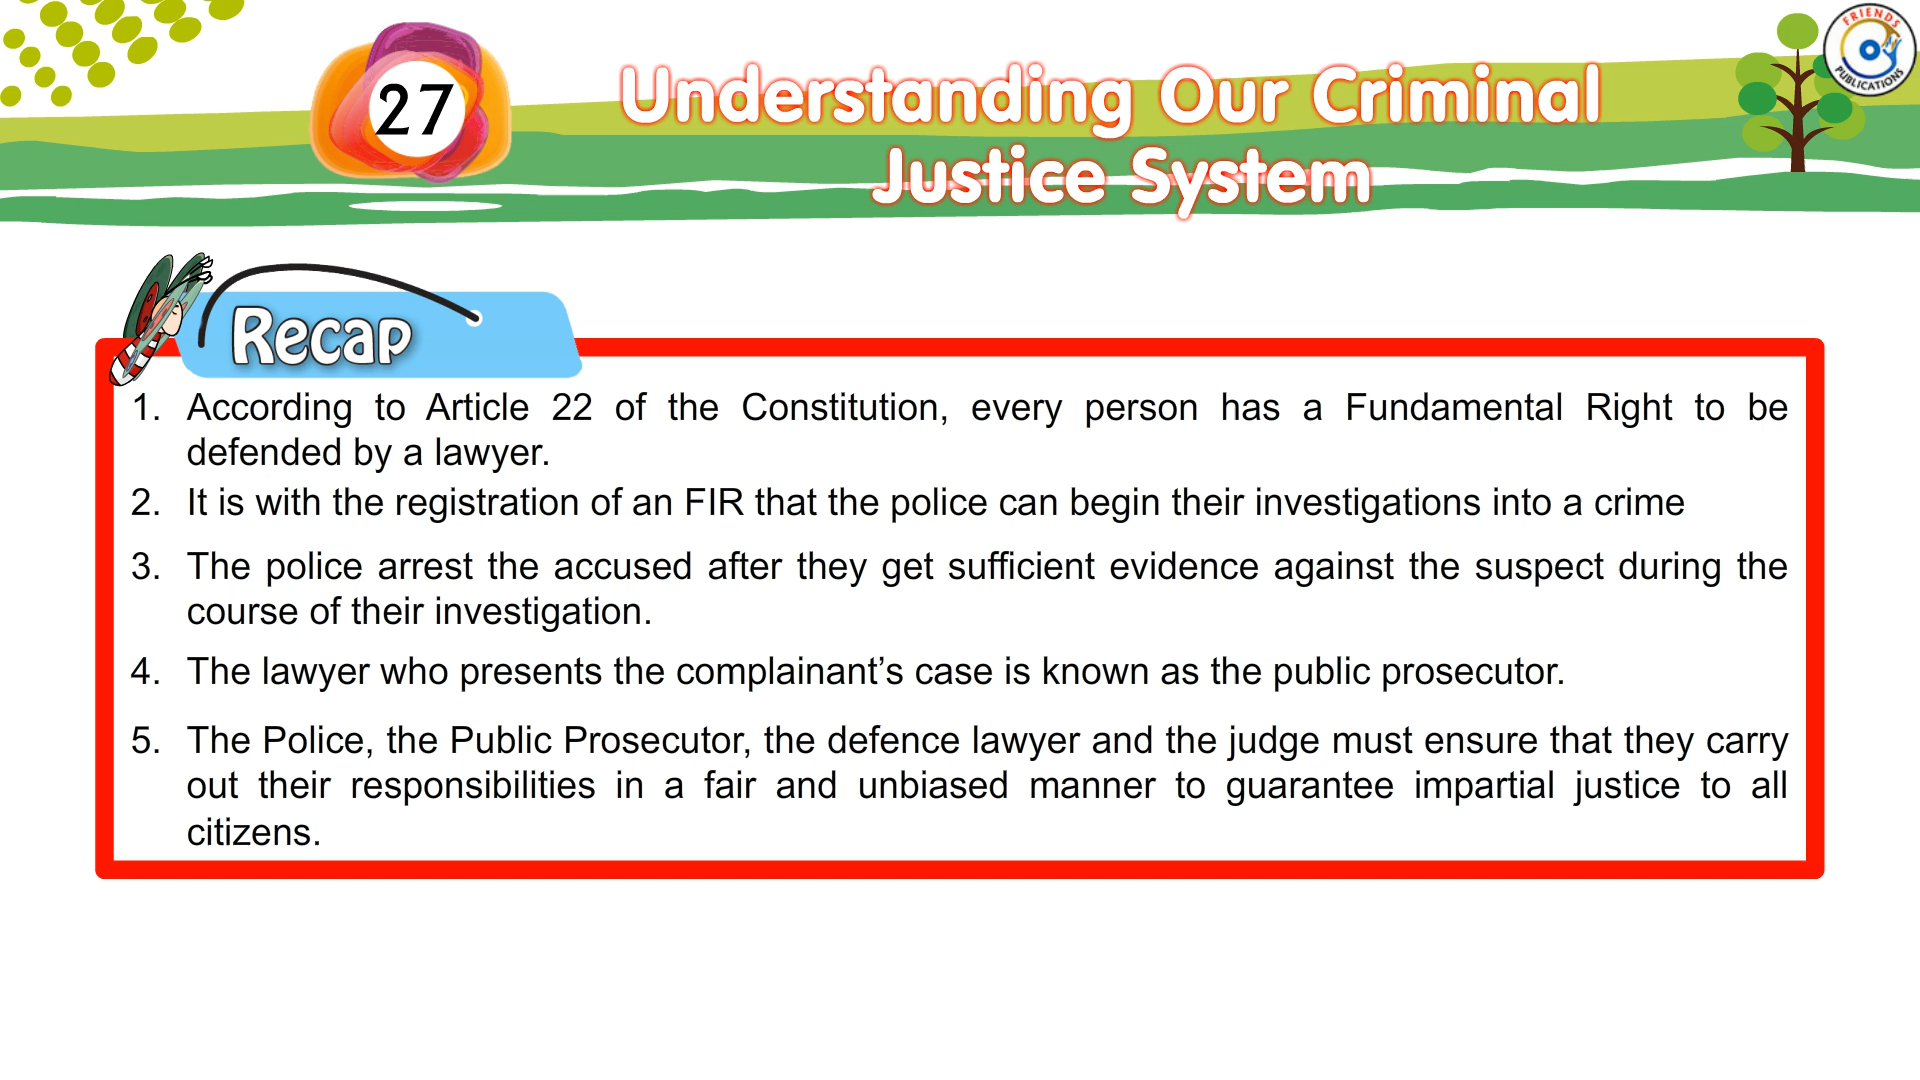 FRIENDS
PUBLICATIONS
27
Understanding Our Criminal
Justice System
Recap
1. According to Article 22 of the Constitution, every person has a Fundamental Right to be
defended by a lawyer.
2. It is with the registration of an FIR that the police can begin their investigations into a crime
3. The police arrest the accused after they get sufficient evidence against the suspect during the
course of their investigation.
4. The lawyer who presents the complainant’s case is known as the public prosecutor.
5. The Police, the Public Prosecutor, the defence lawyer and the judge must ensure that they carry
out their responsibilities in a fair and unbiased manner to guarantee impartial justice to all
citizens.